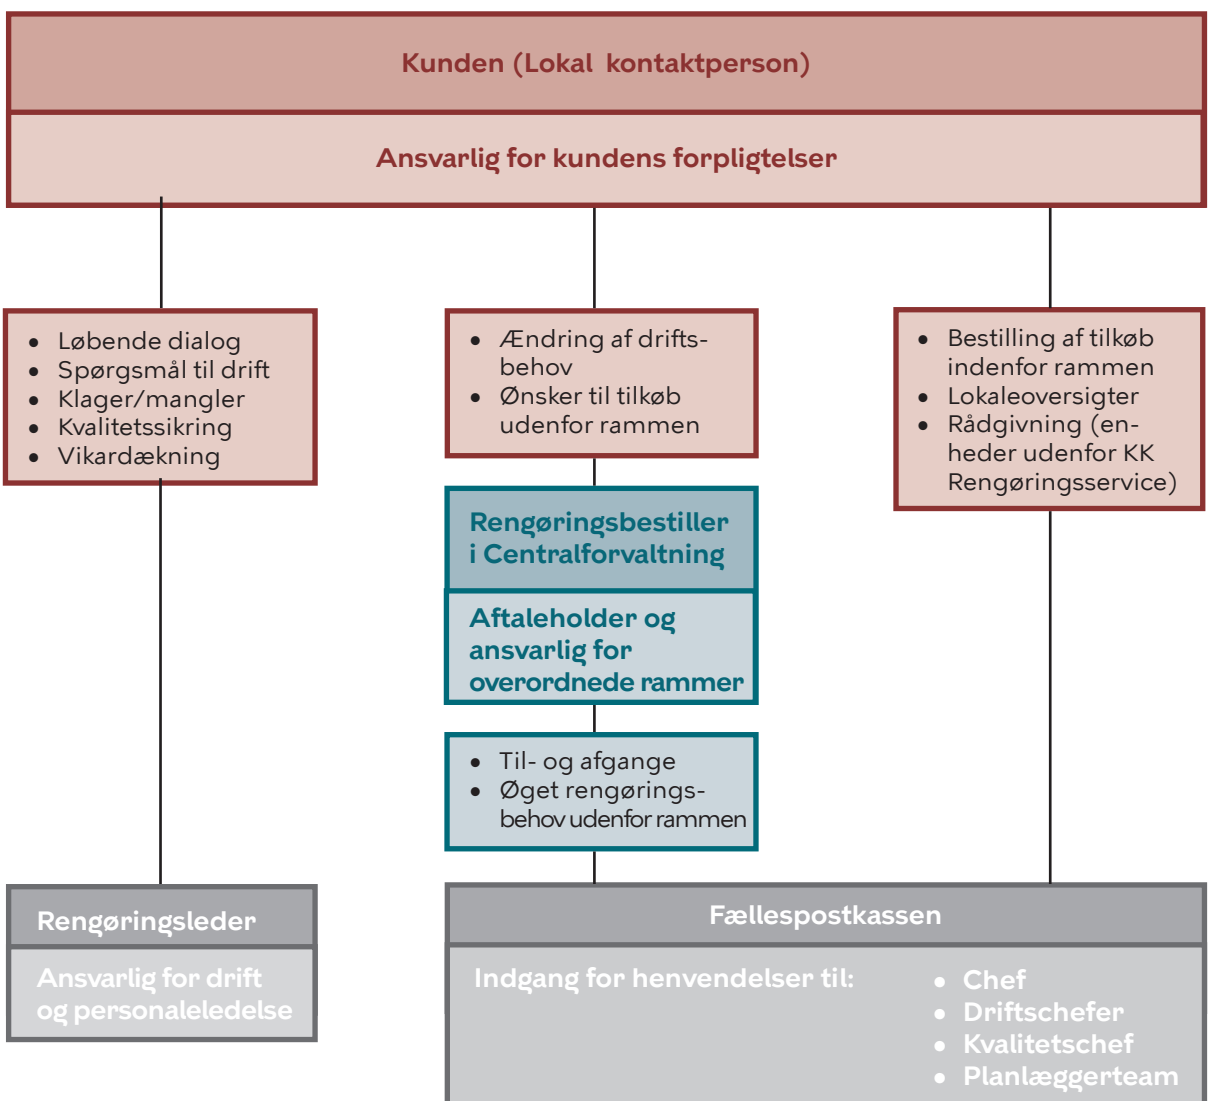 Kunden (Lokal kontaktperson)
Ansvarlig for kundens forpligtelser
• Løbende dialog
• Spørgsmål til drift
• Klager/mangler
• Kvalitetssikring
• Vikardækning
• Ændring af drifts-
behov
• Ønsker til tilkøb
udenfor rammen
• Bestilling af tilkøb
indenfor rammen
• Lokaleoversigter
• Rådgivning (en-
heder udenfor KK
Rengøringsservice)
Rengøringsbestiller
i Centralforvaltning
Aftaleholder og
ansvarlig for
overordnede rammer
• Til- og afgange
• Øget rengørings-
behov udenfor rammen
Rengøringsleder
Ansvarlig for drift
og personaleledelse
Fællespostkassen
Indgang for henvendelser til:
• Chef
• Driftschefer
• Kvalitetschef
• Planlæggerteam